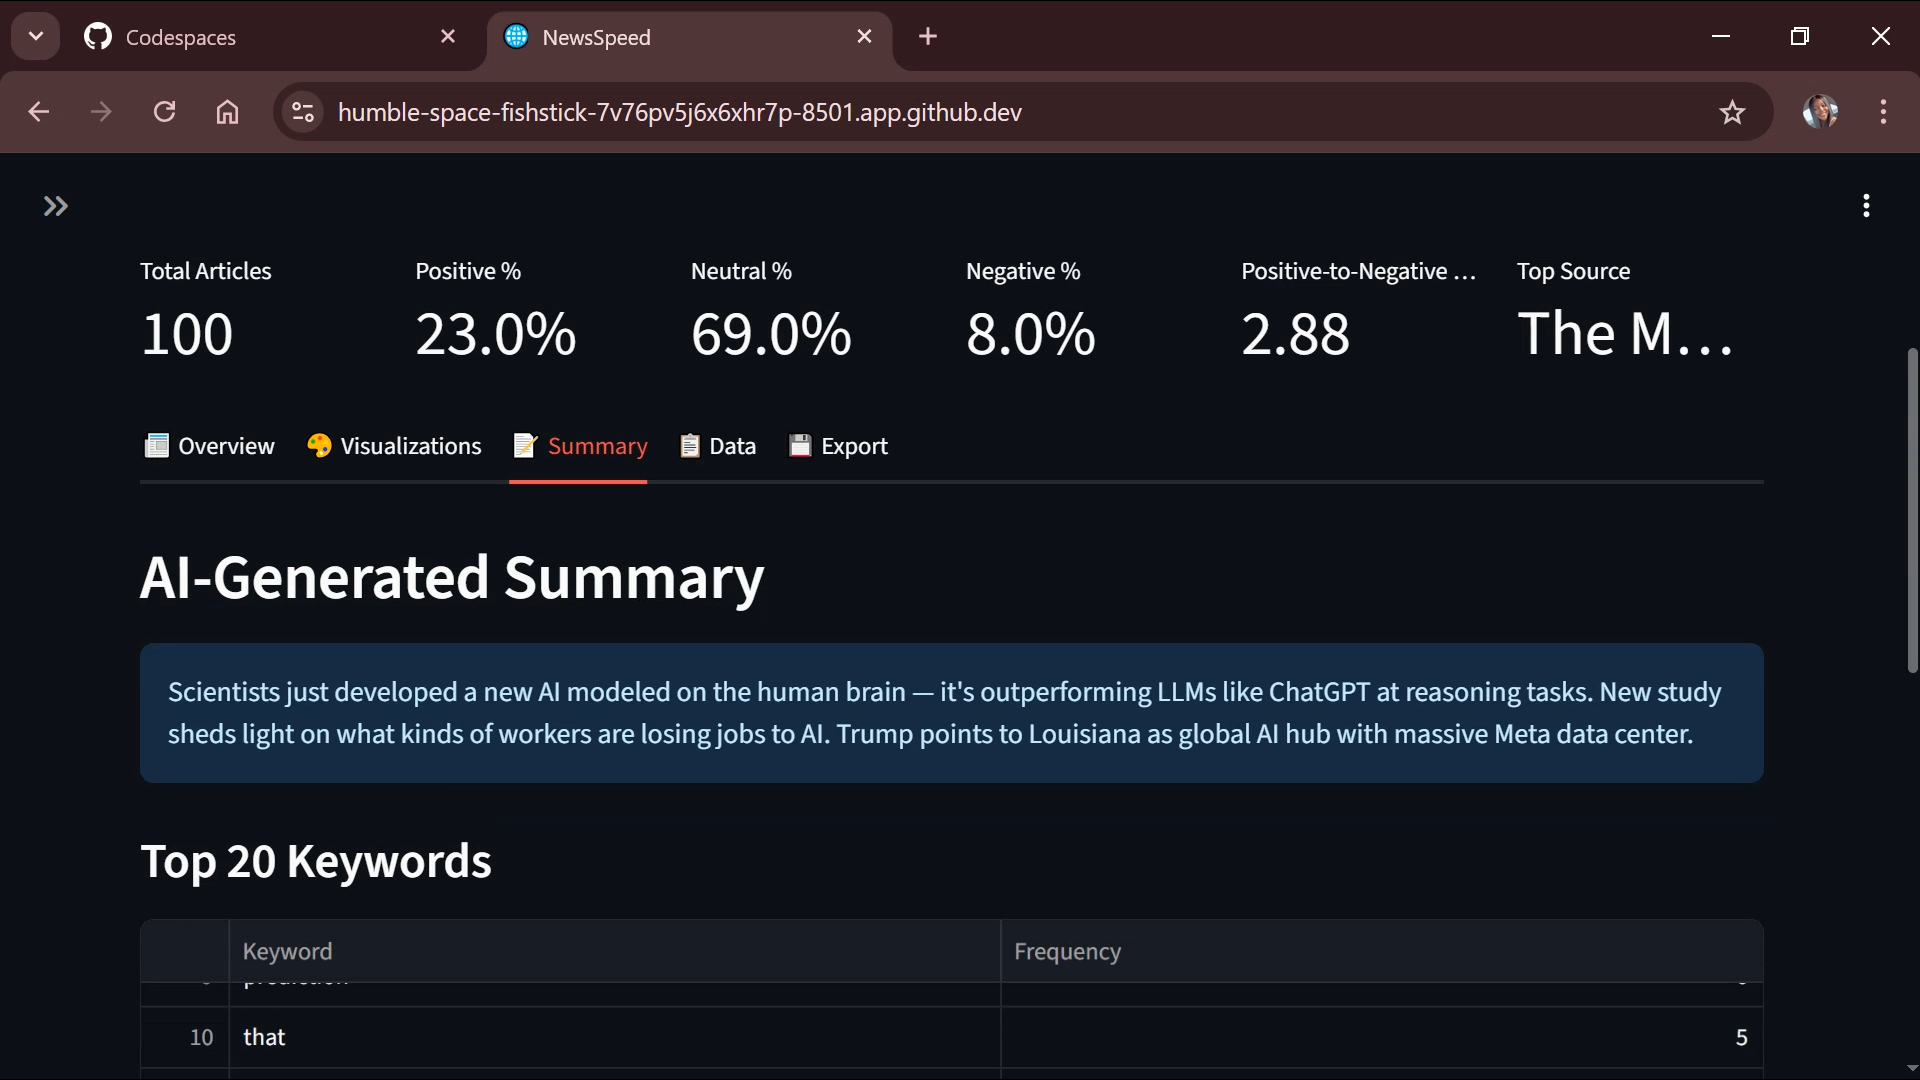 Codespaces
NewsSpeed
humble-space-fishstick-7v76pv5j6x6xhr7p-8501.app.github.dev
Total Articles
100
Positive %
23.0%
Neutral %
69.0%
Negative %
8.0%
Positive-to-Negative ...
2.88
Top Source
The M...
Overview Visualizations Summary Data Export
AI-Generated Summary
Scientists just developed a new AI modeled on the human brain — it's outperforming LLMs like ChatGPT at reasoning tasks. New study
sheds light on what kinds of workers are losing jobs to AI. Trump points to Louisiana as global AI hub with massive Meta data center.
Top 20 Keywords
Keyword Frequency
10 that 5